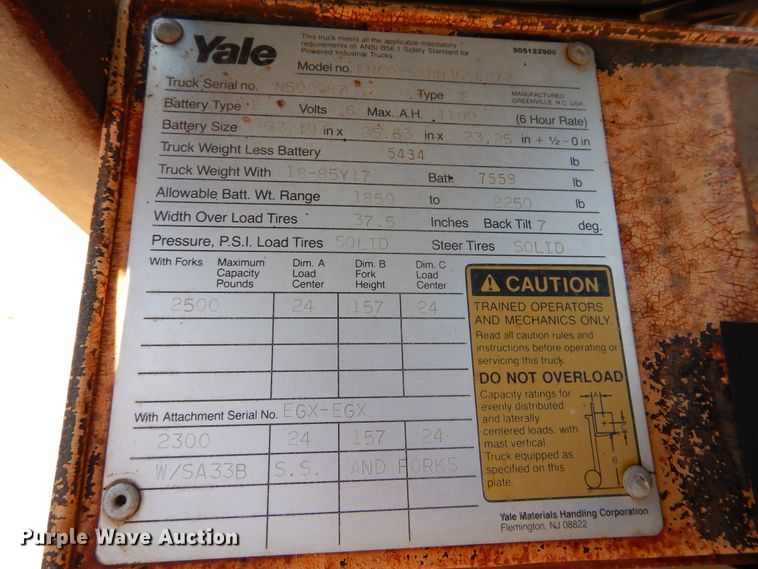 Yale
This truck meets all the applicable mandatory
requirements of ANSI B56.1 Safety Standard for
Powered Industrial Trucks.
505122500
Model no.
Truck Serial no. N500987 Type E
MANUFACTURED
GREENVILLE, N.C. USA
Battery Type E Volts 36 Max. A.H. (6 Hour Rate)
Battery Size in x 25.63 in x 23.25 in + ½-0 in
Truck Weight Less Battery 5434 lb
Truck Weight With 18-85Y17 Batt. 7559 lb
Allowable Batt. Wt. Range 1850 to 2250 lb
Width Over Load Tires 37.5 Inches Back Tilt 7 deg.
Pressure, P.S.I. Load Tires SOLID Steer Tires SOLID
With Forks Maximum Capacity Pounds Dim. A Load Center Dim. B Fork Height Dim. C Load Center
2500 24 157 24
With Attachment Serial No. EGX-EGX
2300 24 157 24
W/SA33B S.S. AND FORKS
CAUTION
TRAINED OPERATORS
AND MECHANICS ONLY.
Read all caution rules and
instructions before operating or
servicing this truck.
DO NOT OVERLOAD
Capacity ratings for
evenly distributed
and laterally
centered loads, with
mast vertical.
Truck equipped as
specified on this
plate.
A
B
C
Yale Materials Handling Corporation
Flemington, NJ 08822
Purple Wave Auction